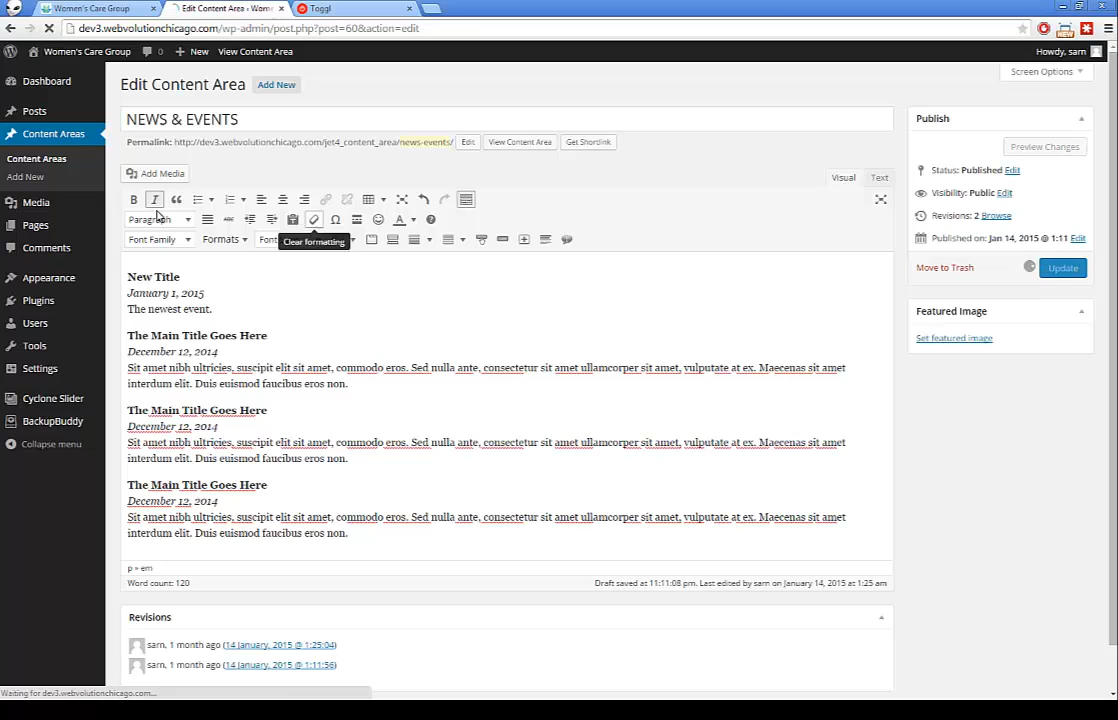 Women's Care Group
Edit Content Area ‹ Wome
Toggl
dev3.webvolutionchicago.com/wp-admin/post.php?post=60&action=edit
NEW
Women's Care Group 0 + New View Content Area Howdy, sarn
Dashboard
Posts
Content Areas
Content Areas
Add New
Media
Pages
Comments
Appearance
Plugins
Users
Tools
Settings
Cyclone Slider
BackupBuddy
Collapse menu
Screen Options
Edit Content Area Add New
NEWS & EVENTS
Permalink: http://dev3.webvolutionchicago.com/jet4_content_area/news-events/ Edit View Content Area Get Shortlink
Add Media
Visual Text
B I
Paragraph ABC Ω A
Font Family Formats Font
Clear formatting
New Title
January 1, 2015
The newest event.
The Main Title Goes Here
December 12, 2014
Sit amet nibh ultricies, suscipit elit sit amet, commodo eros. Sed nulla ante, consectetur sit amet ullamcorper sit amet, vulputate at ex. Maecenas sit amet
interdum elit. Duis euismod faucibus eros non.
The Main Title Goes Here
December 12, 2014
Sit amet nibh ultricies, suscipit elit sit amet, commodo eros. Sed nulla ante, consectetur sit amet ullamcorper sit amet, vulputate at ex. Maecenas sit amet
interdum elit. Duis euismod faucibus eros non.
The Main Title Goes Here
December 12, 2014
Sit amet nibh ultricies, suscipit elit sit amet, commodo eros. Sed nulla ante, consectetur sit amet ullamcorper sit amet, vulputate at ex. Maecenas sit amet
interdum elit. Duis euismod faucibus eros non.
p » em
Word count: 120 Draft saved at 11:11:08 pm. Last edited by sarn on January 14, 2015 at 1:25 am
Revisions
sarn, 1 month ago (14 January, 2015 @ 1:25:04)
sarn, 1 month ago (14 January, 2015 @ 1:11:56)
Publish
Preview Changes
Status: Published Edit
Visibility: Public Edit
Revisions: 2 Browse
Published on: Jan 14, 2015 @ 1:11 Edit
Move to Trash Update
Featured Image
Set featured image
Waiting for dev3.webvolutionchicago.com...